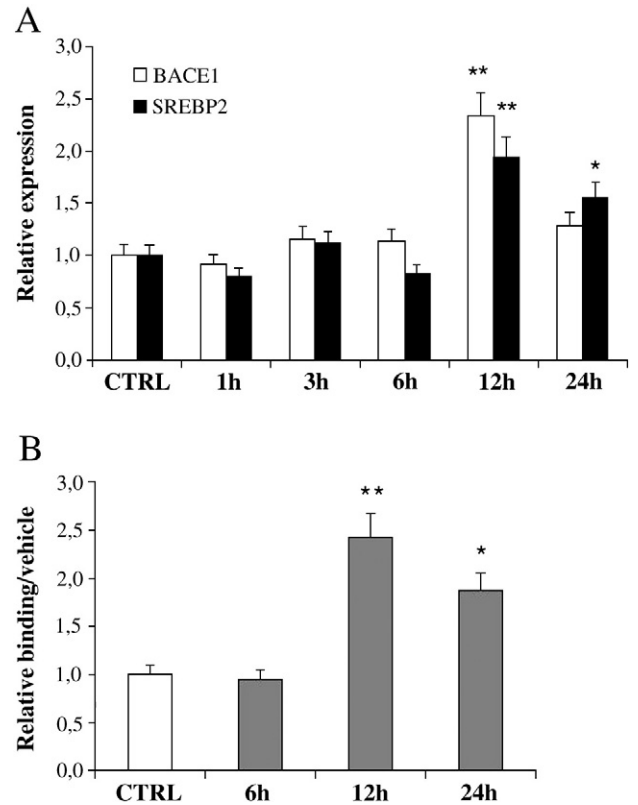 A
Relative expression
3,0
2,5
2,0
1,5
1,0
0,5
0,0
BACE1
SREBP2
**
**
*
CTRL 1h 3h 6h 12h 24h
B
Relative binding/vehicle
3,0
2,5
2,0
1,5
1,0
0,5
0,0
**
*
CTRL 6h 12h 24h